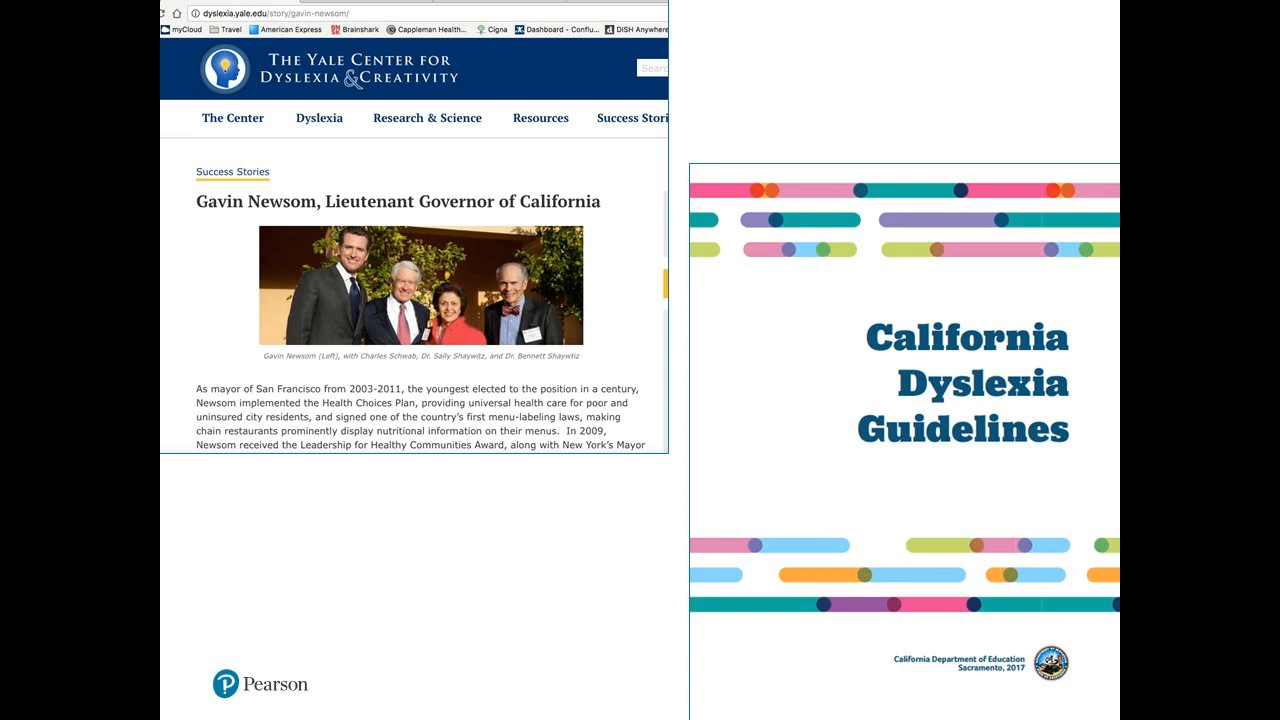 dyslexia.yale.edu/story/gavin-newsom/
myCloud Travel American Express Brainshark Cappleman Health... Cigna Dashboard - Conflu... DISH Anywhere
THE YALE CENTER FOR
DYSLEXIA & CREATIVITY
Searc
The Center Dyslexia Research & Science Resources Success Stori
Success Stories
Gavin Newsom, Lieutenant Governor of California
Gavin Newsom (Left), with Charles Schwab, Dr. Sally Shaywitz, and Dr. Bennett Shaywtiz
As mayor of San Francisco from 2003-2011, the youngest elected to the position in a century,
Newsom implemented the Health Choices Plan, providing universal health care for poor and
uninsured city residents, and signed one of the country's first menu-labeling laws, making
chain restaurants prominently display nutritional information on their menus. In 2009,
Newsom received the Leadership for Healthy Communities Award, along with New York's Mayor
California
Dyslexia
Guidelines
California Department of Education
Sacramento, 2017
P Pearson